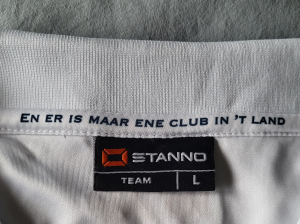 EN ER IS MAAR ENE CLUB IN 'T LAND
STANNO
TEAM L